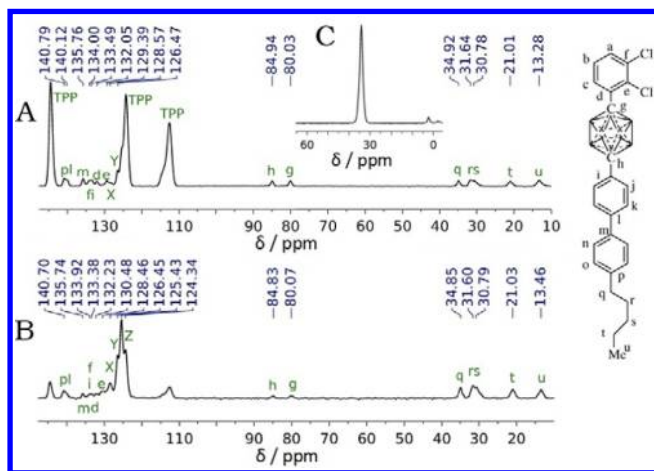 140.79 140.12 135.76 134.00 133.49 132.05 129.39 128.57 126.47 84.94 80.03 34.92 31.64 30.78 21.01 13.28
C
60 30 0
δ / ppm
A
TPP pl m fi d e X Y TPP TPP h g q rs t u
130 120 110 100 90 80 70 60 50 40 30 20 10
δ / ppm
140.70 135.74 133.92 133.38 132.23 130.48 128.46 126.45 125.43 124.34 84.83 80.07 34.85 31.60 30.79 21.03 13.46
B
pl m f i d e X Y Z h g q rs t u
130 120 110 100 90 80 70 60 50 40 30 20
δ / ppm
a
b f Cl
c e Cl
d g
C
C
h
i j
k
l
m
n
o p
q r
s
t u
Me